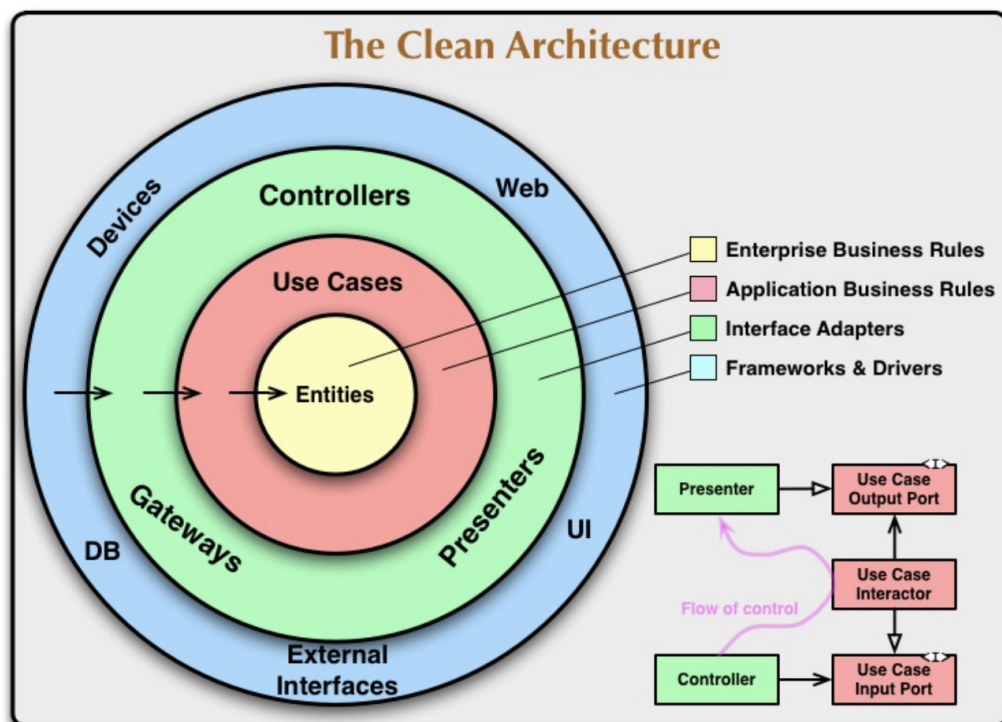 The Clean Architecture
Devices
Web
Controllers
Use Cases
Entities
Gateways
Presenters
DB
UI
External
Interfaces
Enterprise Business Rules
Application Business Rules
Interface Adapters
Frameworks & Drivers
Presenter
<I>
Use Case
Output Port
Use Case
Interactor
Flow of control
Controller
<I>
Use Case
Input Port